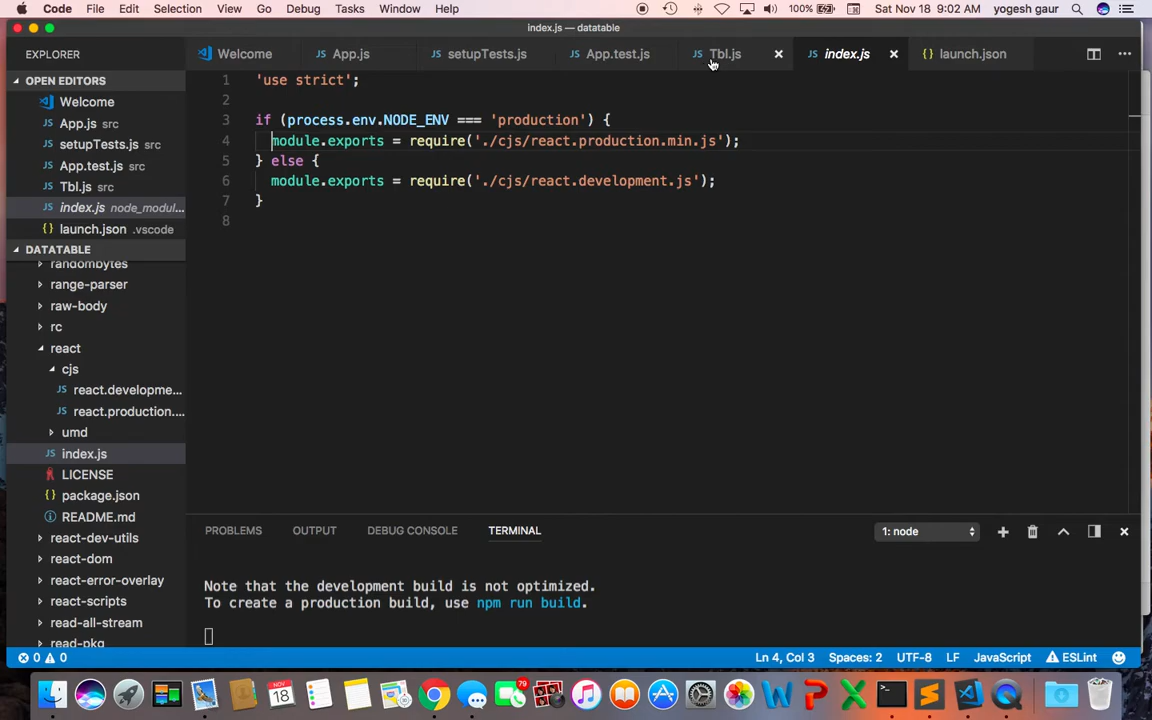 Code File Edit Selection View Go Debug Tasks Window Help 100% Sat Nov 18 9:02 AM yogesh gaur
index.js — datatable
EXPLORER
Welcome App.js setupTests.js App.test.js Tbl.js index.js launch.json
OPEN EDITORS
Welcome
App.js src
setupTests.js src
App.test.js src
Tbl.js src
index.js node_modul...
launch.json .vscode
DATATABLE
randombytes
range-parser
raw-body
rc
react
cjs
react.developme...
react.production....
umd
index.js
LICENSE
package.json
README.md
react-dev-utils
react-dom
react-error-overlay
react-scripts
read-all-stream
read-pkg
1 'use strict';
2
3 if (process.env.NODE_ENV === 'production') {
4 module.exports = require('./cjs/react.production.min.js');
5 } else {
6 module.exports = require('./cjs/react.development.js');
7 }
8
PROBLEMS OUTPUT DEBUG CONSOLE TERMINAL 1: node
Note that the development build is not optimized.
To create a production build, use npm run build.
0 0 Ln 4, Col 3 Spaces: 2 UTF-8 LF JavaScript ESLint
NOV
18
79